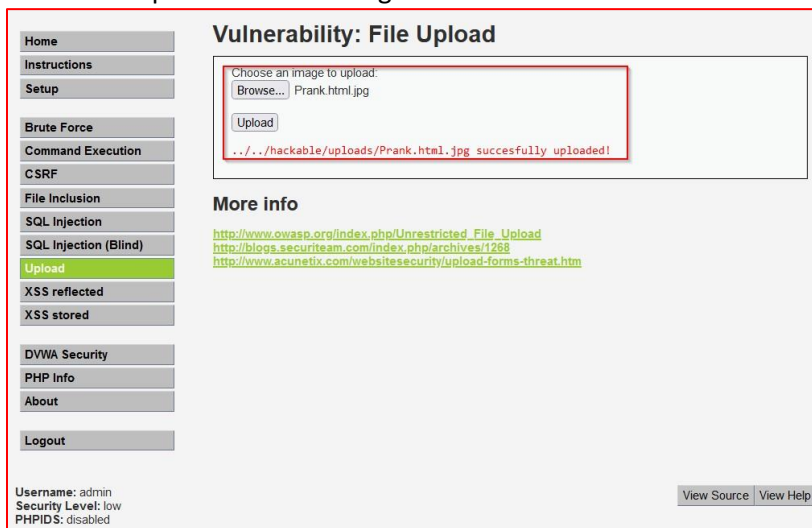 Vulnerability: File Upload
Home
Instructions
Setup
Brute Force
Command Execution
CSRF
File Inclusion
SQL Injection
SQL Injection (Blind)
Upload
XSS reflected
XSS stored
DVWA Security
PHP Info
About
Logout
Choose an image to upload:
Browse... Prank.html.jpg
Upload
../../hackable/uploads/Prank.html.jpg succesfully uploaded!
More info
http://www.owasp.org/index.php/Unrestricted_File_Upload
http://blogs.securiteam.com/index.php/archives/1268
http://www.acunetix.com/websitesecurity/upload-forms-threat.htm
Username: admin
Security Level: low
PHPIDS: disabled
View Source View Help